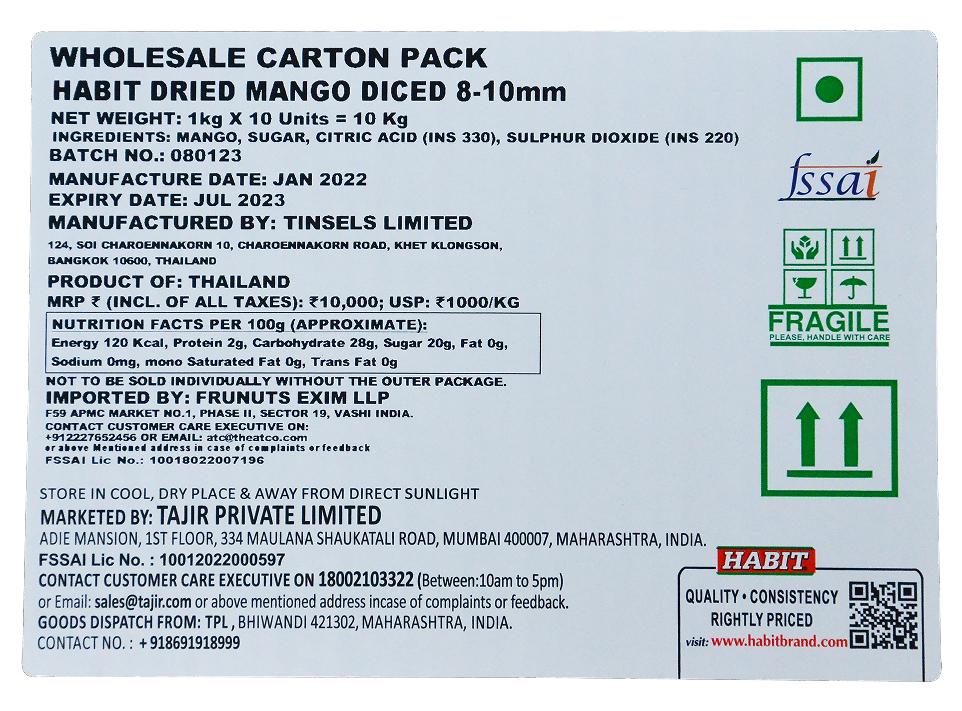 WHOLESALE CARTON PACK
HABIT DRIED MANGO DICED 8-10mm
NET WEIGHT: 1kg X 10 Units = 10 Kg
INGREDIENTS: MANGO, SUGAR, CITRIC ACID (INS 330), SULPHUR DIOXIDE (INS 220)
BATCH NO.: 080123
MANUFACTURE DATE: JAN 2022
EXPIRY DATE: JUL 2023
MANUFACTURED BY: TINSELS LIMITED
124, SOI CHAROENNAKORN 10, CHAROENNAKORN ROAD, KHET KLONGSON,
BANGKOK 10600, THAILAND
PRODUCT OF: THAILAND
MRP ₹ (INCL. OF ALL TAXES): ₹10,000; USP: ₹1000/KG
NUTRITION FACTS PER 100g (APPROXIMATE):
Energy 120 Kcal, Protein 2g, Carbohydrate 28g, Sugar 20g, Fat 0g,
Sodium 0mg, mono Saturated Fat 0g, Trans Fat 0g
NOT TO BE SOLD INDIVIDUALLY WITHOUT THE OUTER PACKAGE.
IMPORTED BY: FRUNUTS EXIM LLP
F59 APMC MARKET NO.1, PHASE II, SECTOR 19, VASHI INDIA.
CONTACT CUSTOMER CARE EXECUTIVE ON:
+912227652456 OR EMAIL: atc@theatco.com
or above Mentioned address in case of complaints or feedback
FSSAI Lic No.: 10018022007196
STORE IN COOL, DRY PLACE & AWAY FROM DIRECT SUNLIGHT
MARKETED BY: TAJIR PRIVATE LIMITED
ADIE MANSION, 1ST FLOOR, 334 MAULANA SHAUKATALI ROAD, MUMBAI 400007, MAHARASHTRA, INDIA.
FSSAI Lic No. : 10012022000597
CONTACT CUSTOMER CARE EXECUTIVE ON 18002103322 (Between:10am to 5pm)
or Email: sales@tajir.com or above mentioned address incase of complaints or feedback.
GOODS DISPATCH FROM: TPL , BHIWANDI 421302, MAHARASHTRA, INDIA.
CONTACT NO. : + 918691918999
fssai
FRAGILE
PLEASE, HANDLE WITH CARE
HABIT
QUALITY • CONSISTENCY
RIGHTLY PRICED
visit: www.habitbrand.com